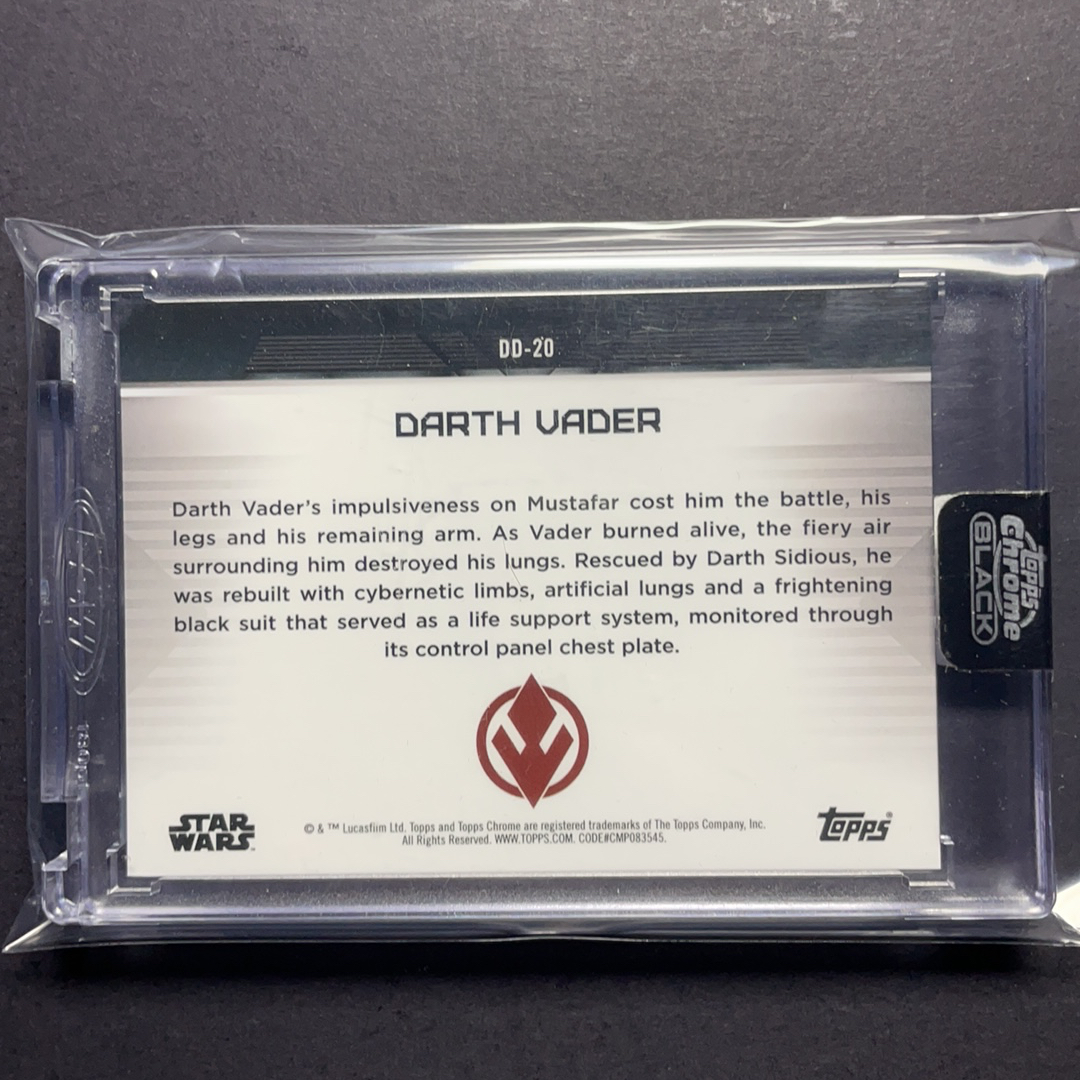 DD-20
DARTH VADER
Darth Vader's impulsiveness on Mustafar cost him the battle, his
legs and his remaining arm. As Vader burned alive, the fiery air
surrounding him destroyed his lungs. Rescued by Darth Sidious, he
was rebuilt with cybernetic limbs, artificial lungs and a frightening
black suit that served as a life support system, monitored through
its control panel chest plate.
STAR
WARS
© & ™ Lucasfilm Ltd. Topps and Topps Chrome are registered trademarks of The Topps Company, Inc.
All Rights Reserved. WWW.TOPPS.COM. CODE#CMP083545.
topps
topps
Chrome
BLACK